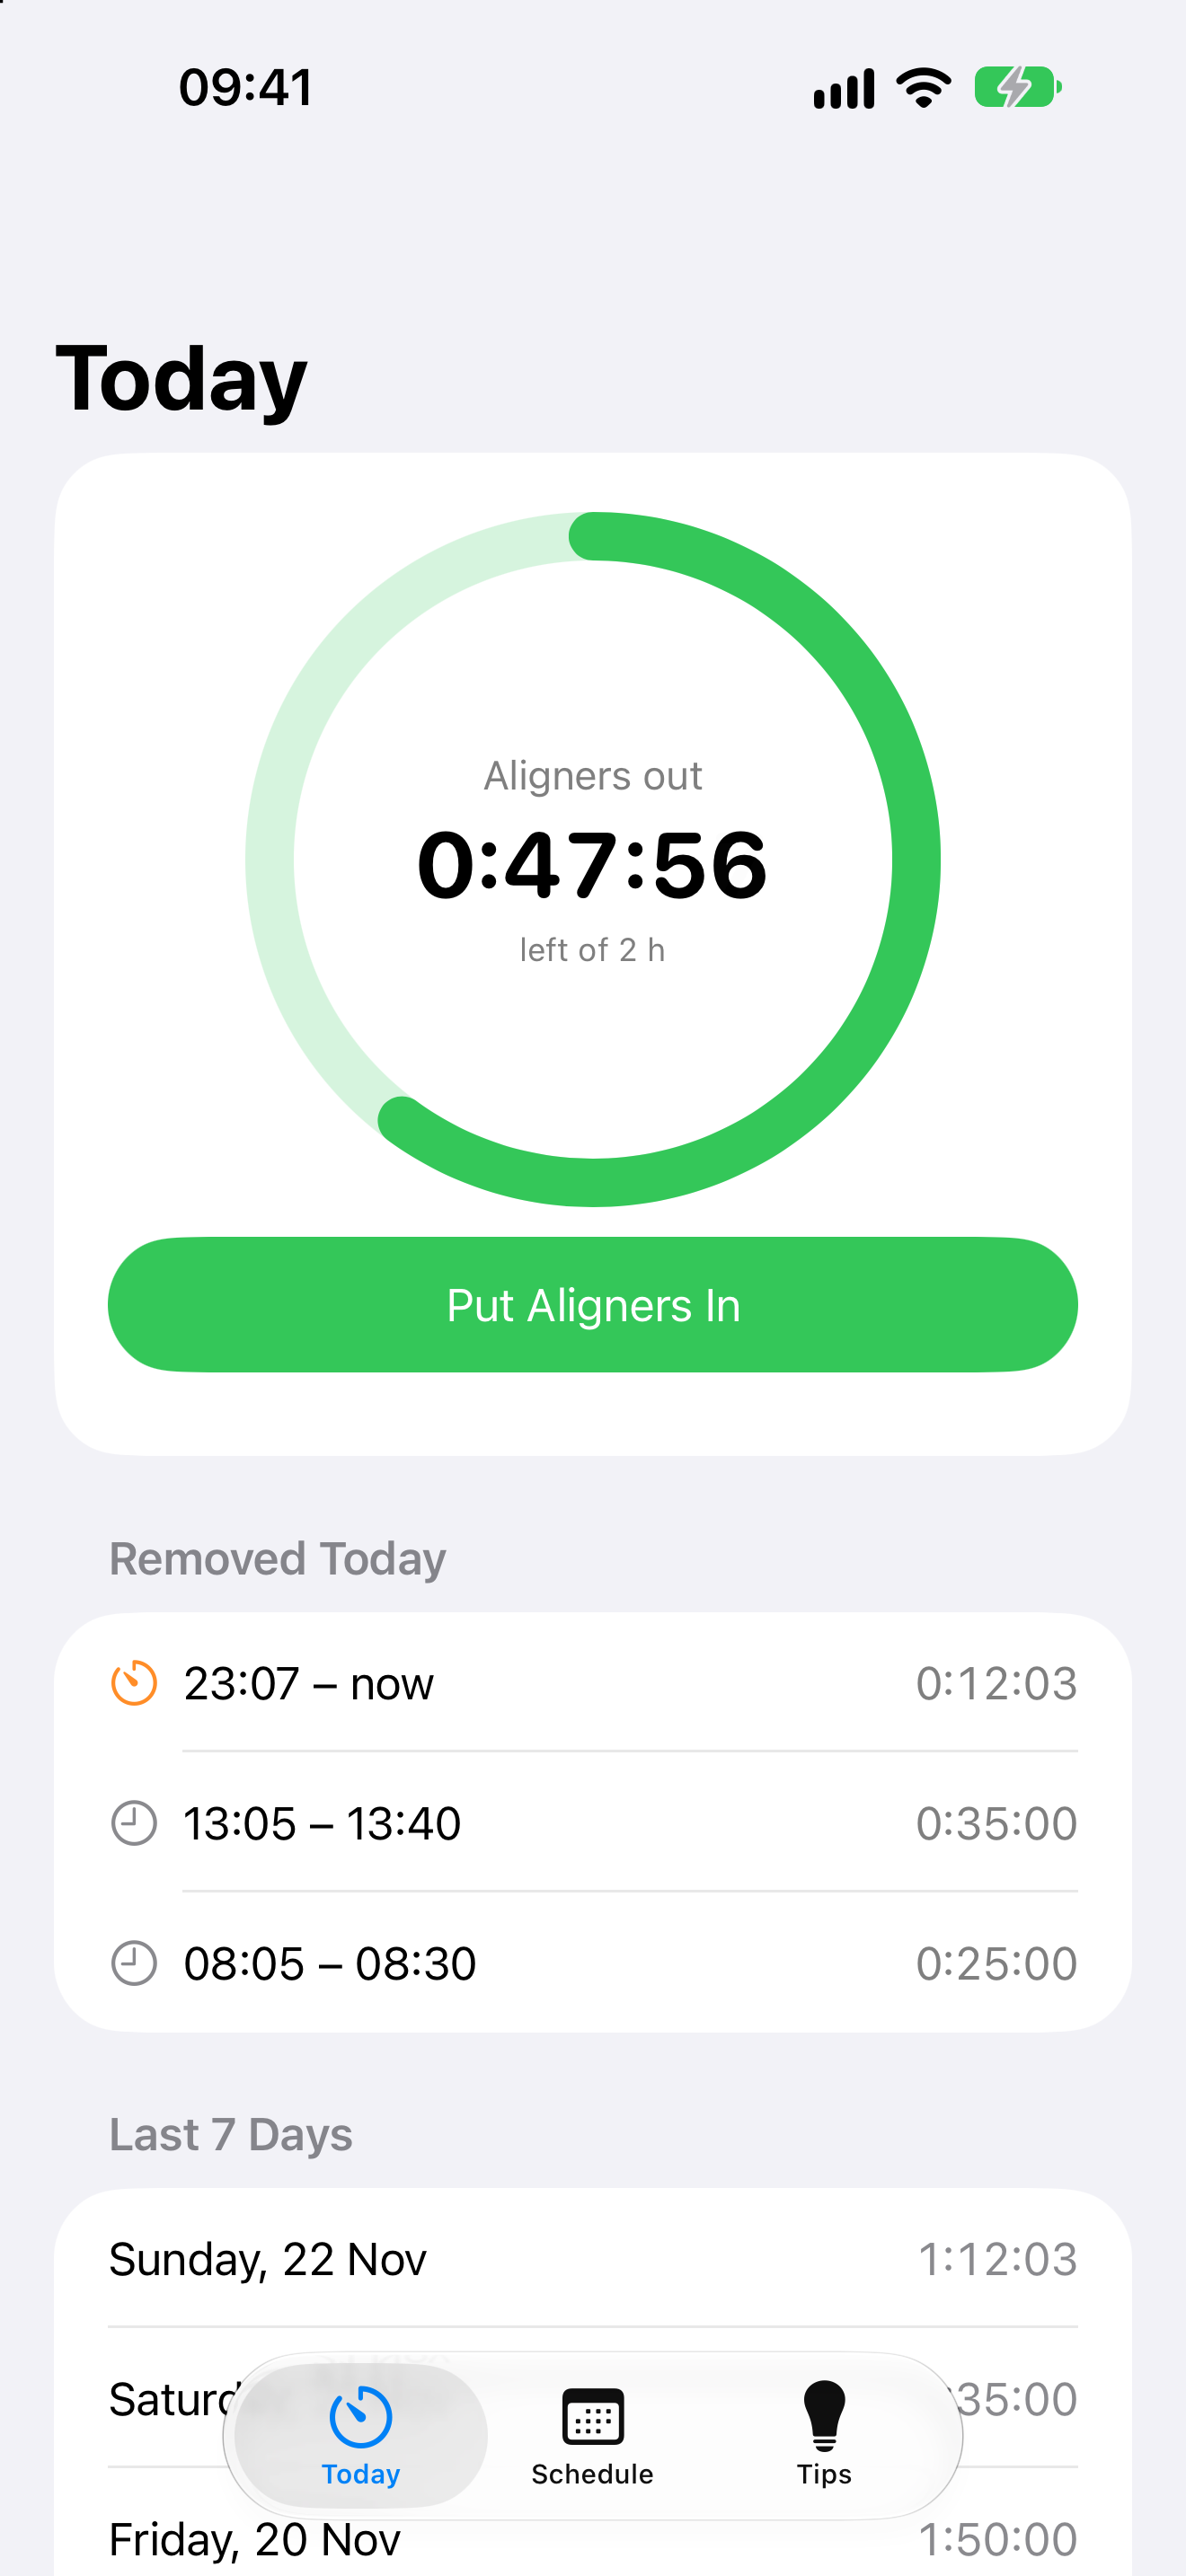 09:41
Today
Aligners out
0:47:56
left of 2 h
Put Aligners In
Removed Today
23:07 – now 0:12:03
13:05 – 13:40 0:35:00
08:05 – 08:30 0:25:00
Last 7 Days
Sunday, 22 Nov 1:12:03
35:00
Friday, 20 Nov 1:50:00
Today Schedule Tips